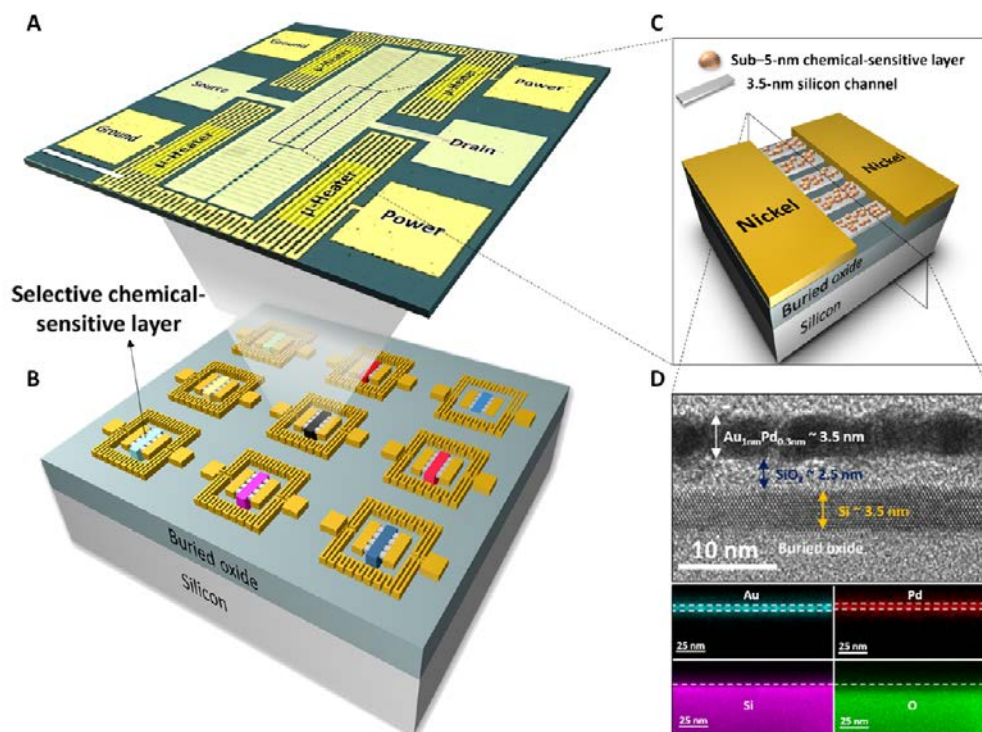 A
Ground
μ-Heater
Source
μ-Heater
Power
Ground
μ-Heater
Drain
μ-Heater
Power
Selective chemical-
sensitive layer
B
Buried oxide
Silicon
C
Sub–5-nm chemical-sensitive layer
3.5-nm silicon channel
Nickel
Nickel
Buried oxide
Silicon
D
Au1nmPd0.3nm ~ 3.5 nm
SiOx ~ 2.5 nm
Si ~ 3.5 nm
Buried oxide
10 nm
Au
25 nm
Pd
25 nm
Si
25 nm
O
25 nm